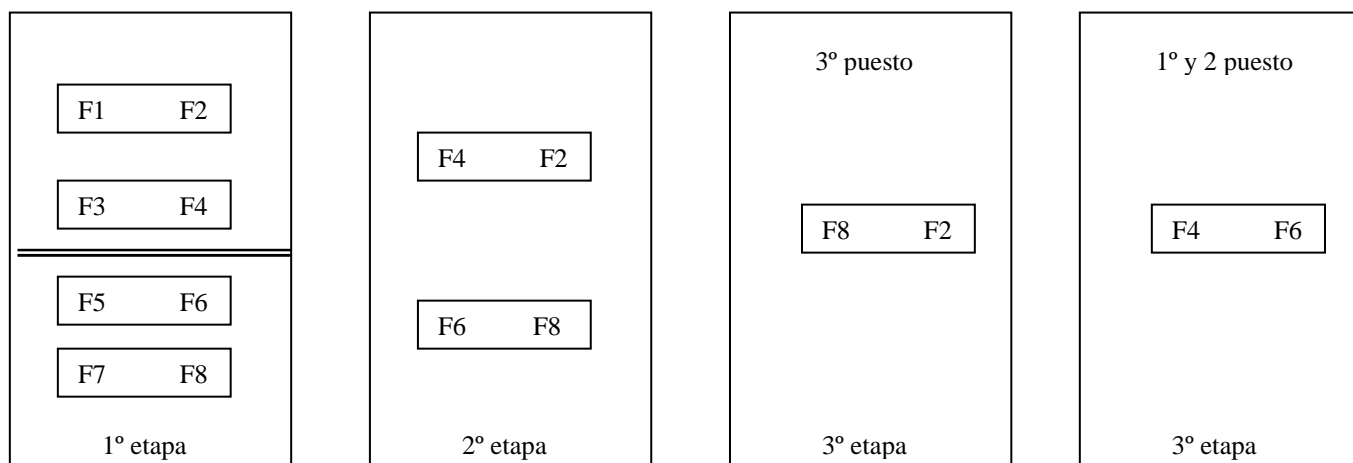 F1 F2
F3 F4
F5 F6
F7 F8
1º etapa
F4 F2
F6 F8
2º etapa
3º puesto
F8 F2
3º etapa
1º y 2 puesto
F4 F6
3º etapa